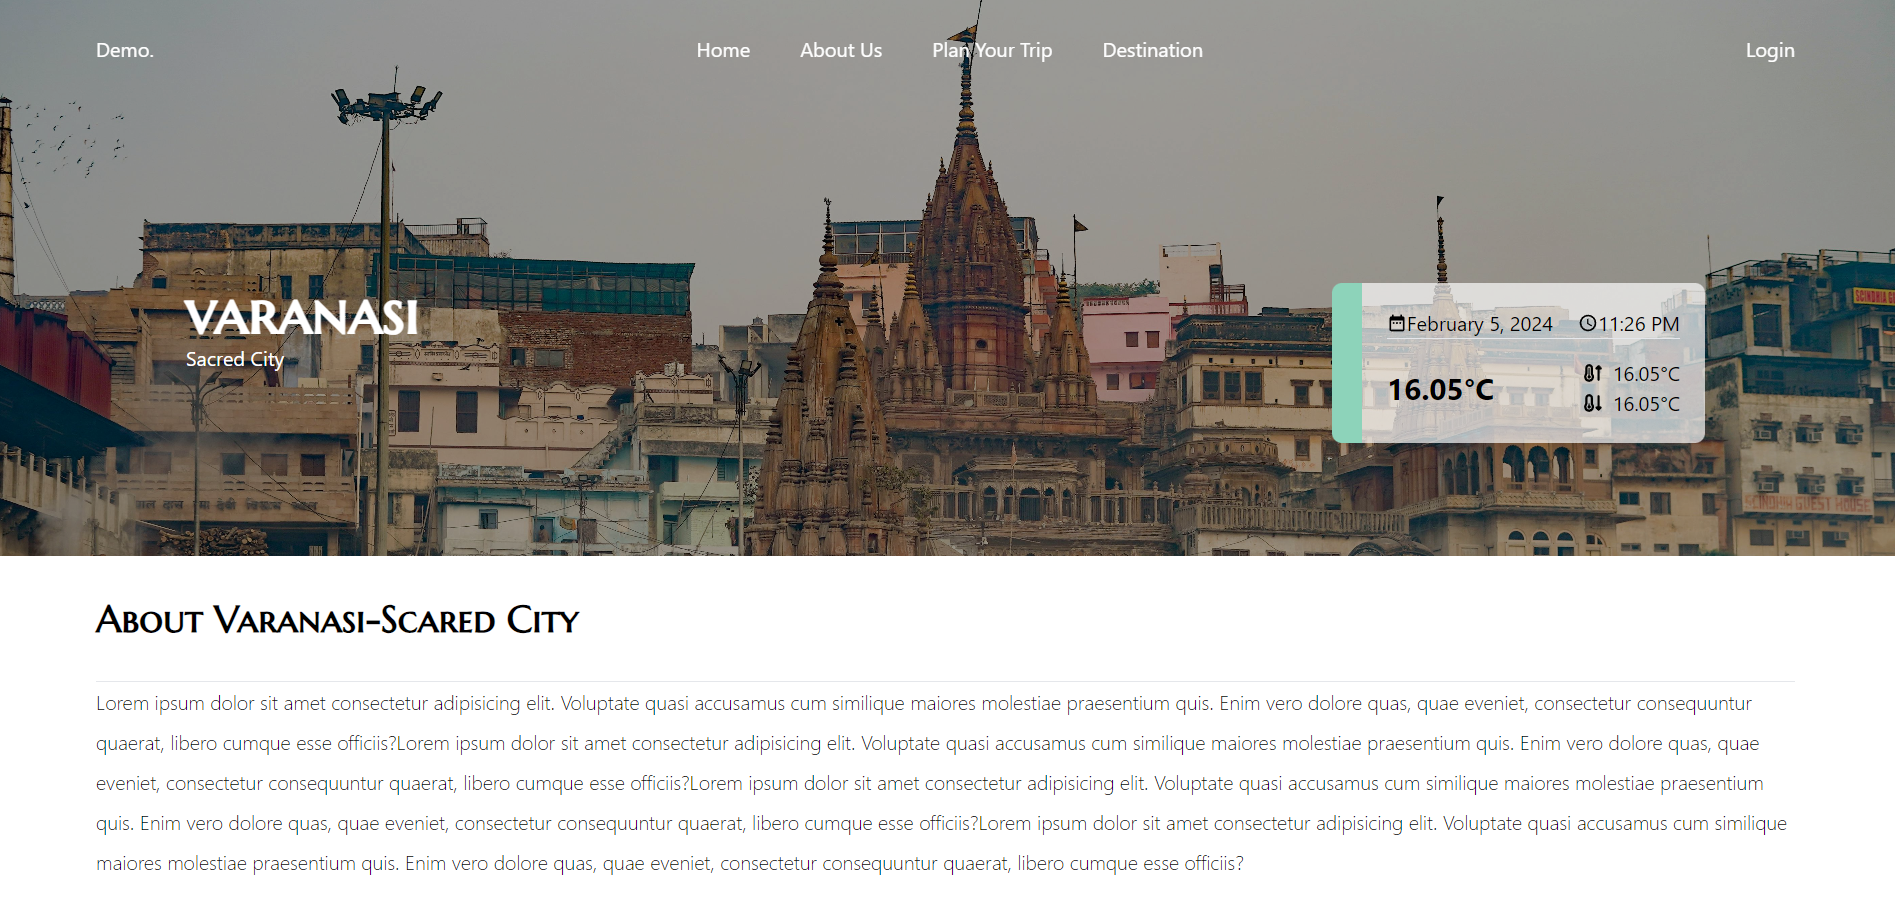 Demo.
Home
About Us
Plan Your Trip
Destination
Login
VARANASI
Sacred City
February 5, 2024
11:26 PM
16.05°C
16.05°C
16.05°C
SCINDHIA G
SCINDHIA GUEST HOUSE
About Varanasi-Scared City
Lorem ipsum dolor sit amet consectetur adipisicing elit. Voluptate quasi accusamus cum similique maiores molestiae praesentium quis. Enim vero dolore quas, quae eveniet, consectetur consequuntur
quaerat, libero cumque esse officiis?Lorem ipsum dolor sit amet consectetur adipisicing elit. Voluptate quasi accusamus cum similique maiores molestiae praesentium quis. Enim vero dolore quas, quae
eveniet, consectetur consequuntur quaerat, libero cumque esse officiis?Lorem ipsum dolor sit amet consectetur adipisicing elit. Voluptate quasi accusamus cum similique maiores molestiae praesentium
quis. Enim vero dolore quas, quae eveniet, consectetur consequuntur quaerat, libero cumque esse officiis?Lorem ipsum dolor sit amet consectetur adipisicing elit. Voluptate quasi accusamus cum similique
maiores molestiae praesentium quis. Enim vero dolore quas, quae eveniet, consectetur consequuntur quaerat, libero cumque esse officiis?